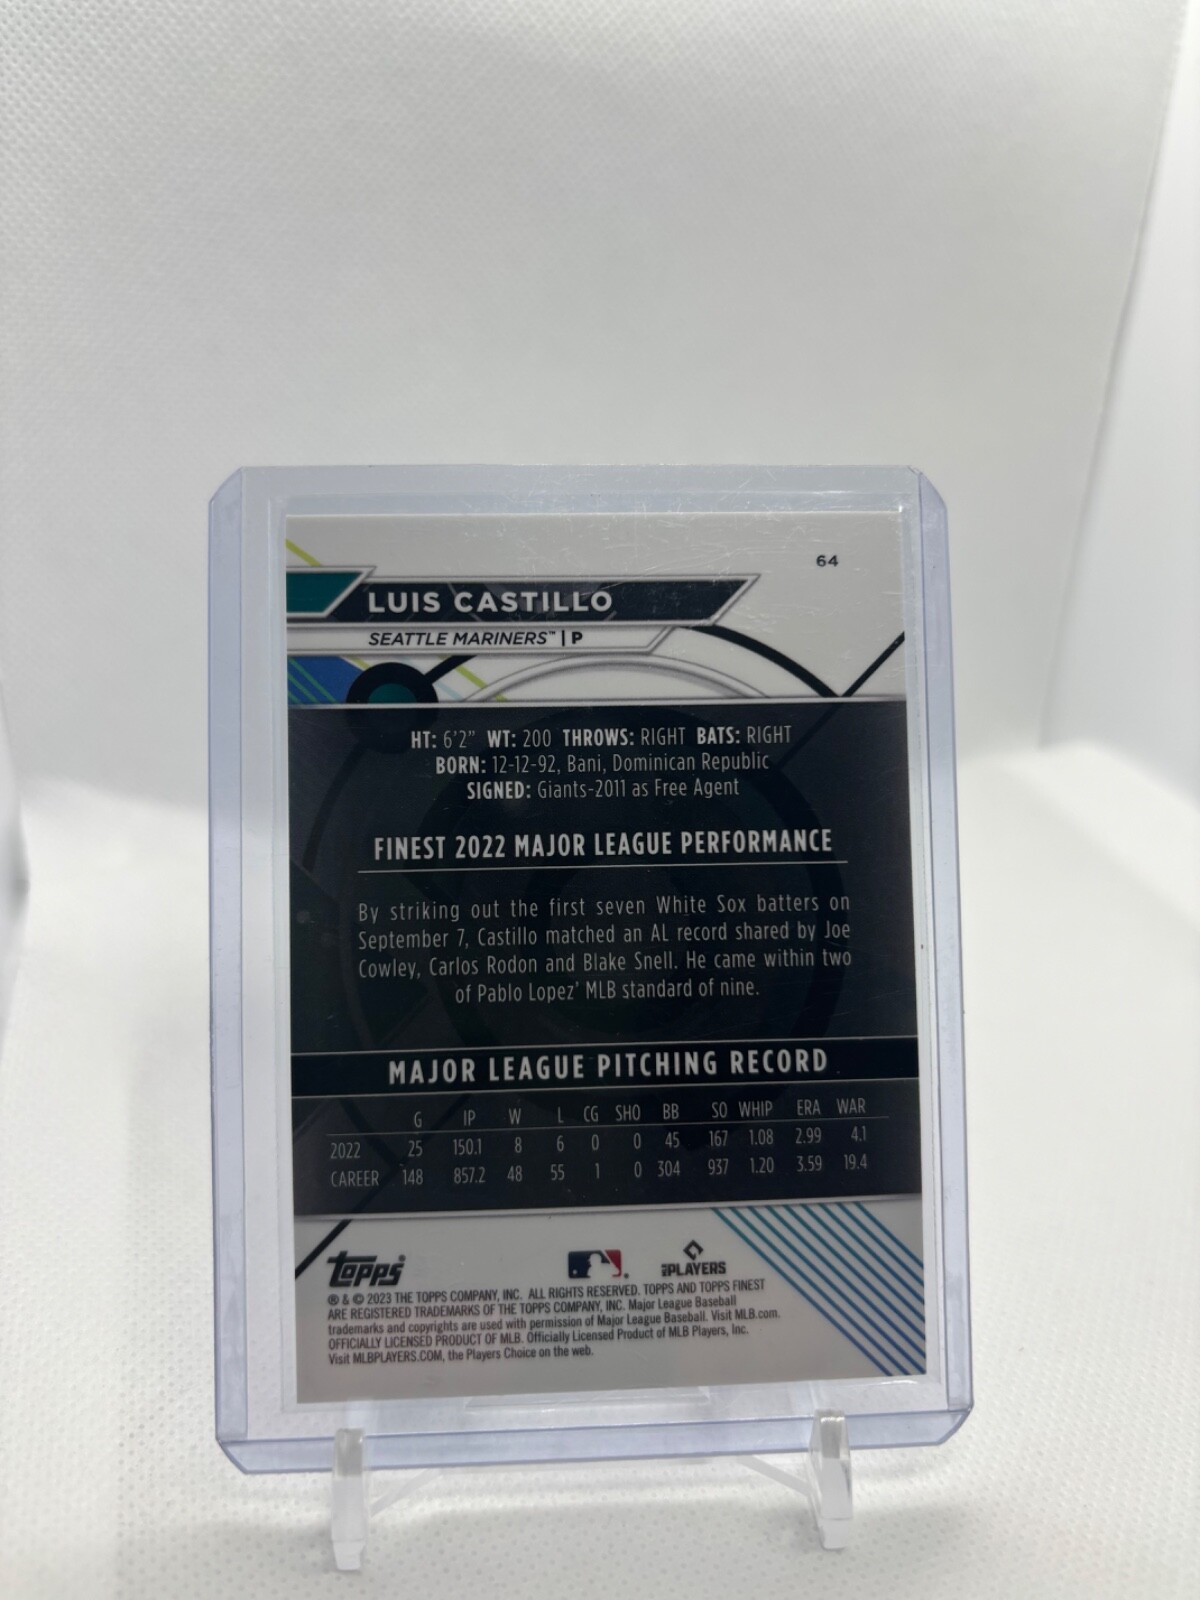 64
LUIS CASTILLO
SEATTLE MARINERS™ | P
HT: 6'2" WT: 200 THROWS: RIGHT BATS: RIGHT
BORN: 12-12-92, Bani, Dominican Republic
SIGNED: Giants-2011 as Free Agent
FINEST 2022 MAJOR LEAGUE PERFORMANCE
By striking out the first seven White Sox batters on
September 7, Castillo matched an AL record shared by Joe
Cowley, Carlos Rodon and Blake Snell. He came within two
of Pablo Lopez' MLB standard of nine.
MAJOR LEAGUE PITCHING RECORD
G IP W L CG SHO BB SO WHIP ERA WAR
2022 25 150.1 8 6 0 0 45 167 1.08 2.99 4.1
CAREER 148 857.2 48 55 1 0 304 937 1.20 3.59 19.4
topps
PLAYERS
® & © 2023 THE TOPPS COMPANY, INC. ALL RIGHTS RESERVED. TOPPS AND TOPPS FINEST
ARE REGISTERED TRADEMARKS OF THE TOPPS COMPANY, INC. Major League Baseball
trademarks and copyrights are used with permission of Major League Baseball. Visit MLB.com.
OFFICIALLY LICENSED PRODUCT OF MLB. Officially Licensed Product of MLB Players, Inc.
Visit MLBPLAYERS.COM, the Players Choice on the web.